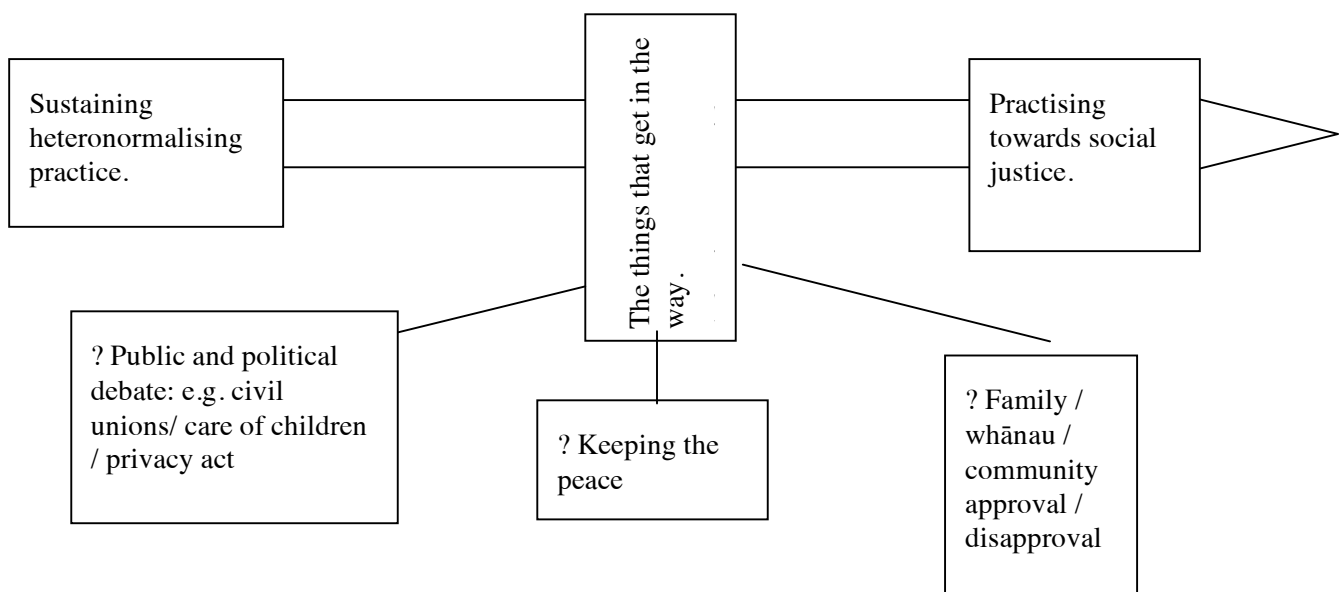 Sustaining
heteronormalising
practice.
The things that get in the
way.
Practising
towards social
justice.
? Public and political
debate: e.g. civil
unions/ care of children
/ privacy act
? Keeping the
peace
? Family /
whānau /
community
approval /
disapproval